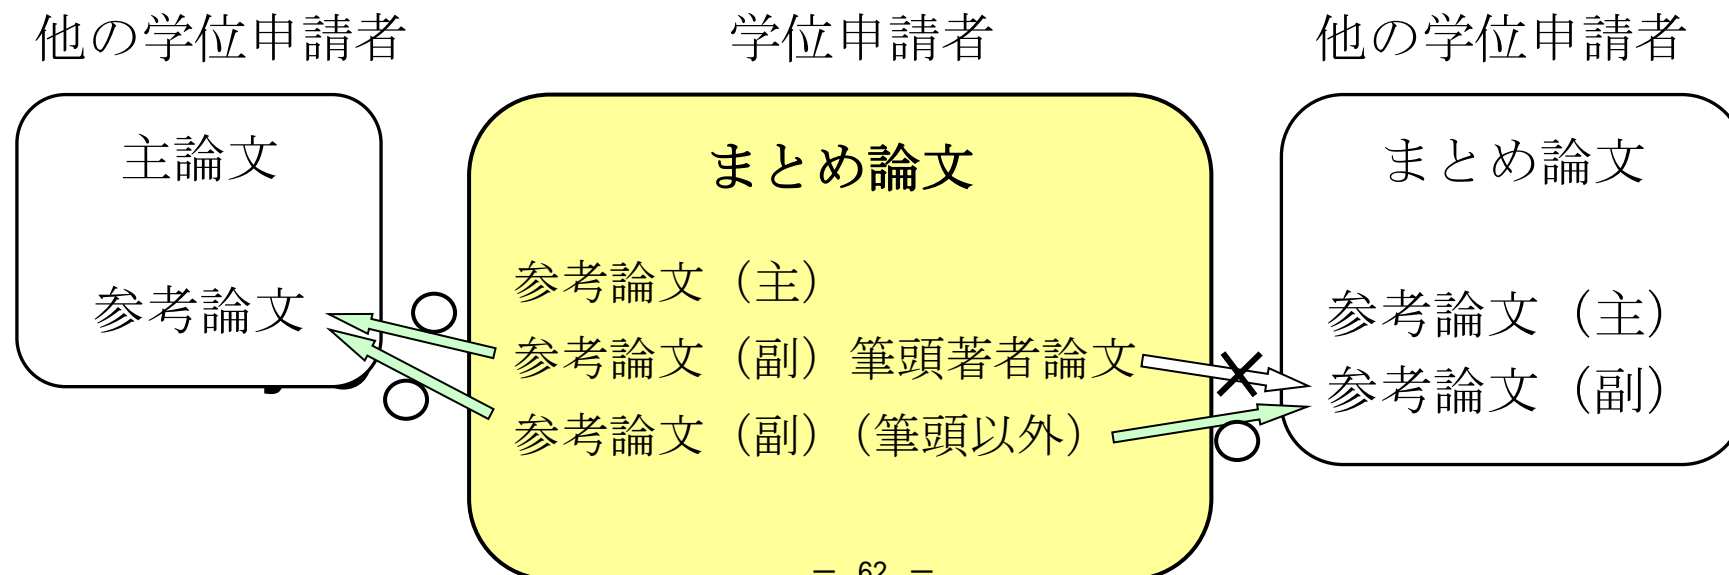 他の学位申請者
学位申請者
他の学位申請者
主論文
参考論文
まとめ論文
参考論文（主）
参考論文（副）筆頭著者論文
参考論文（副）（筆頭以外）
まとめ論文
参考論文（主）
参考論文（副）
－ 62 －